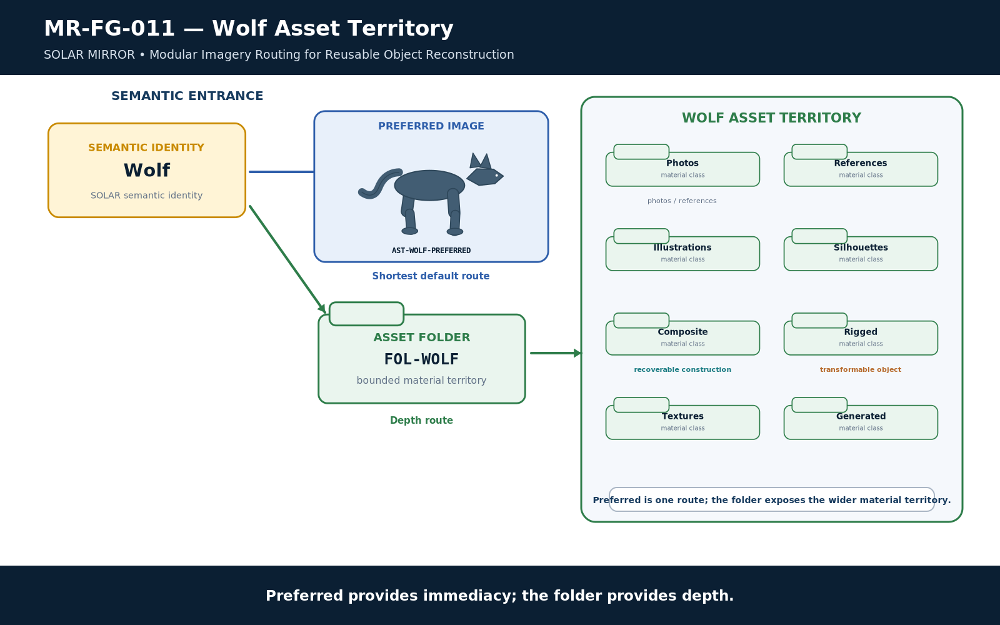 MR-FG-011 — Wolf Asset Territory
SOLAR MIRROR • Modular Imagery Routing for Reusable Object Reconstruction
SEMANTIC ENTRANCE
SEMANTIC IDENTITY
Wolf
SOLAR semantic identity
PREFERRED IMAGE
AST-WOLF-PREFERRED
Shortest default route
ASSET FOLDER
FOL-WOLF
bounded material territory
Depth route
WOLF ASSET TERRITORY
Photos
material class
photos / references
References
material class
Illustrations
material class
Silhouettes
material class
Composite
material class
recoverable construction
Rigged
material class
transformable object
Textures
material class
Generated
material class
Preferred is one route; the folder exposes the wider material territory.
Preferred provides immediacy; the folder provides depth.